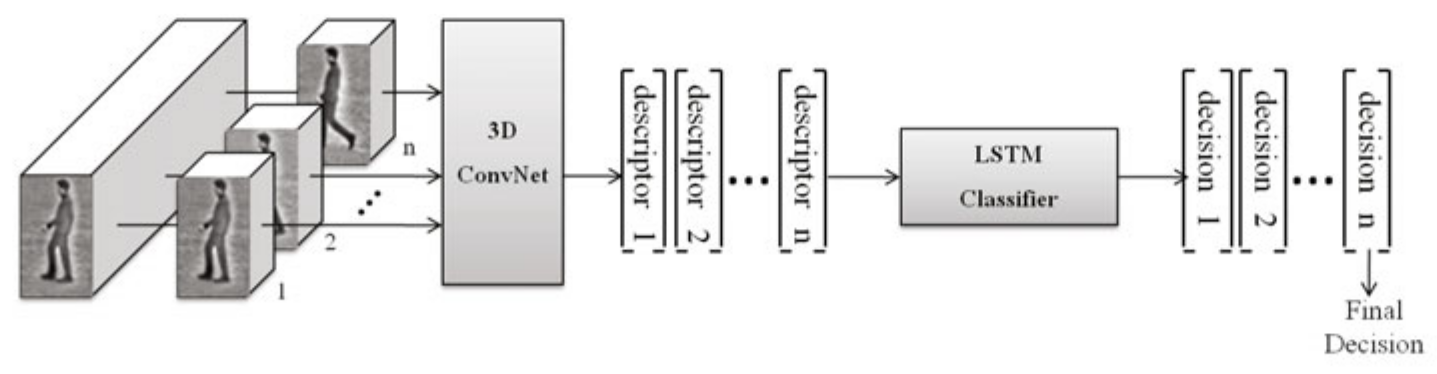 n
2
1
3D
ConvNet
descriptor 1
descriptor 2
...
descriptor n
LSTM
Classifier
decision 1
decision 2
...
decision n
Final
Decision